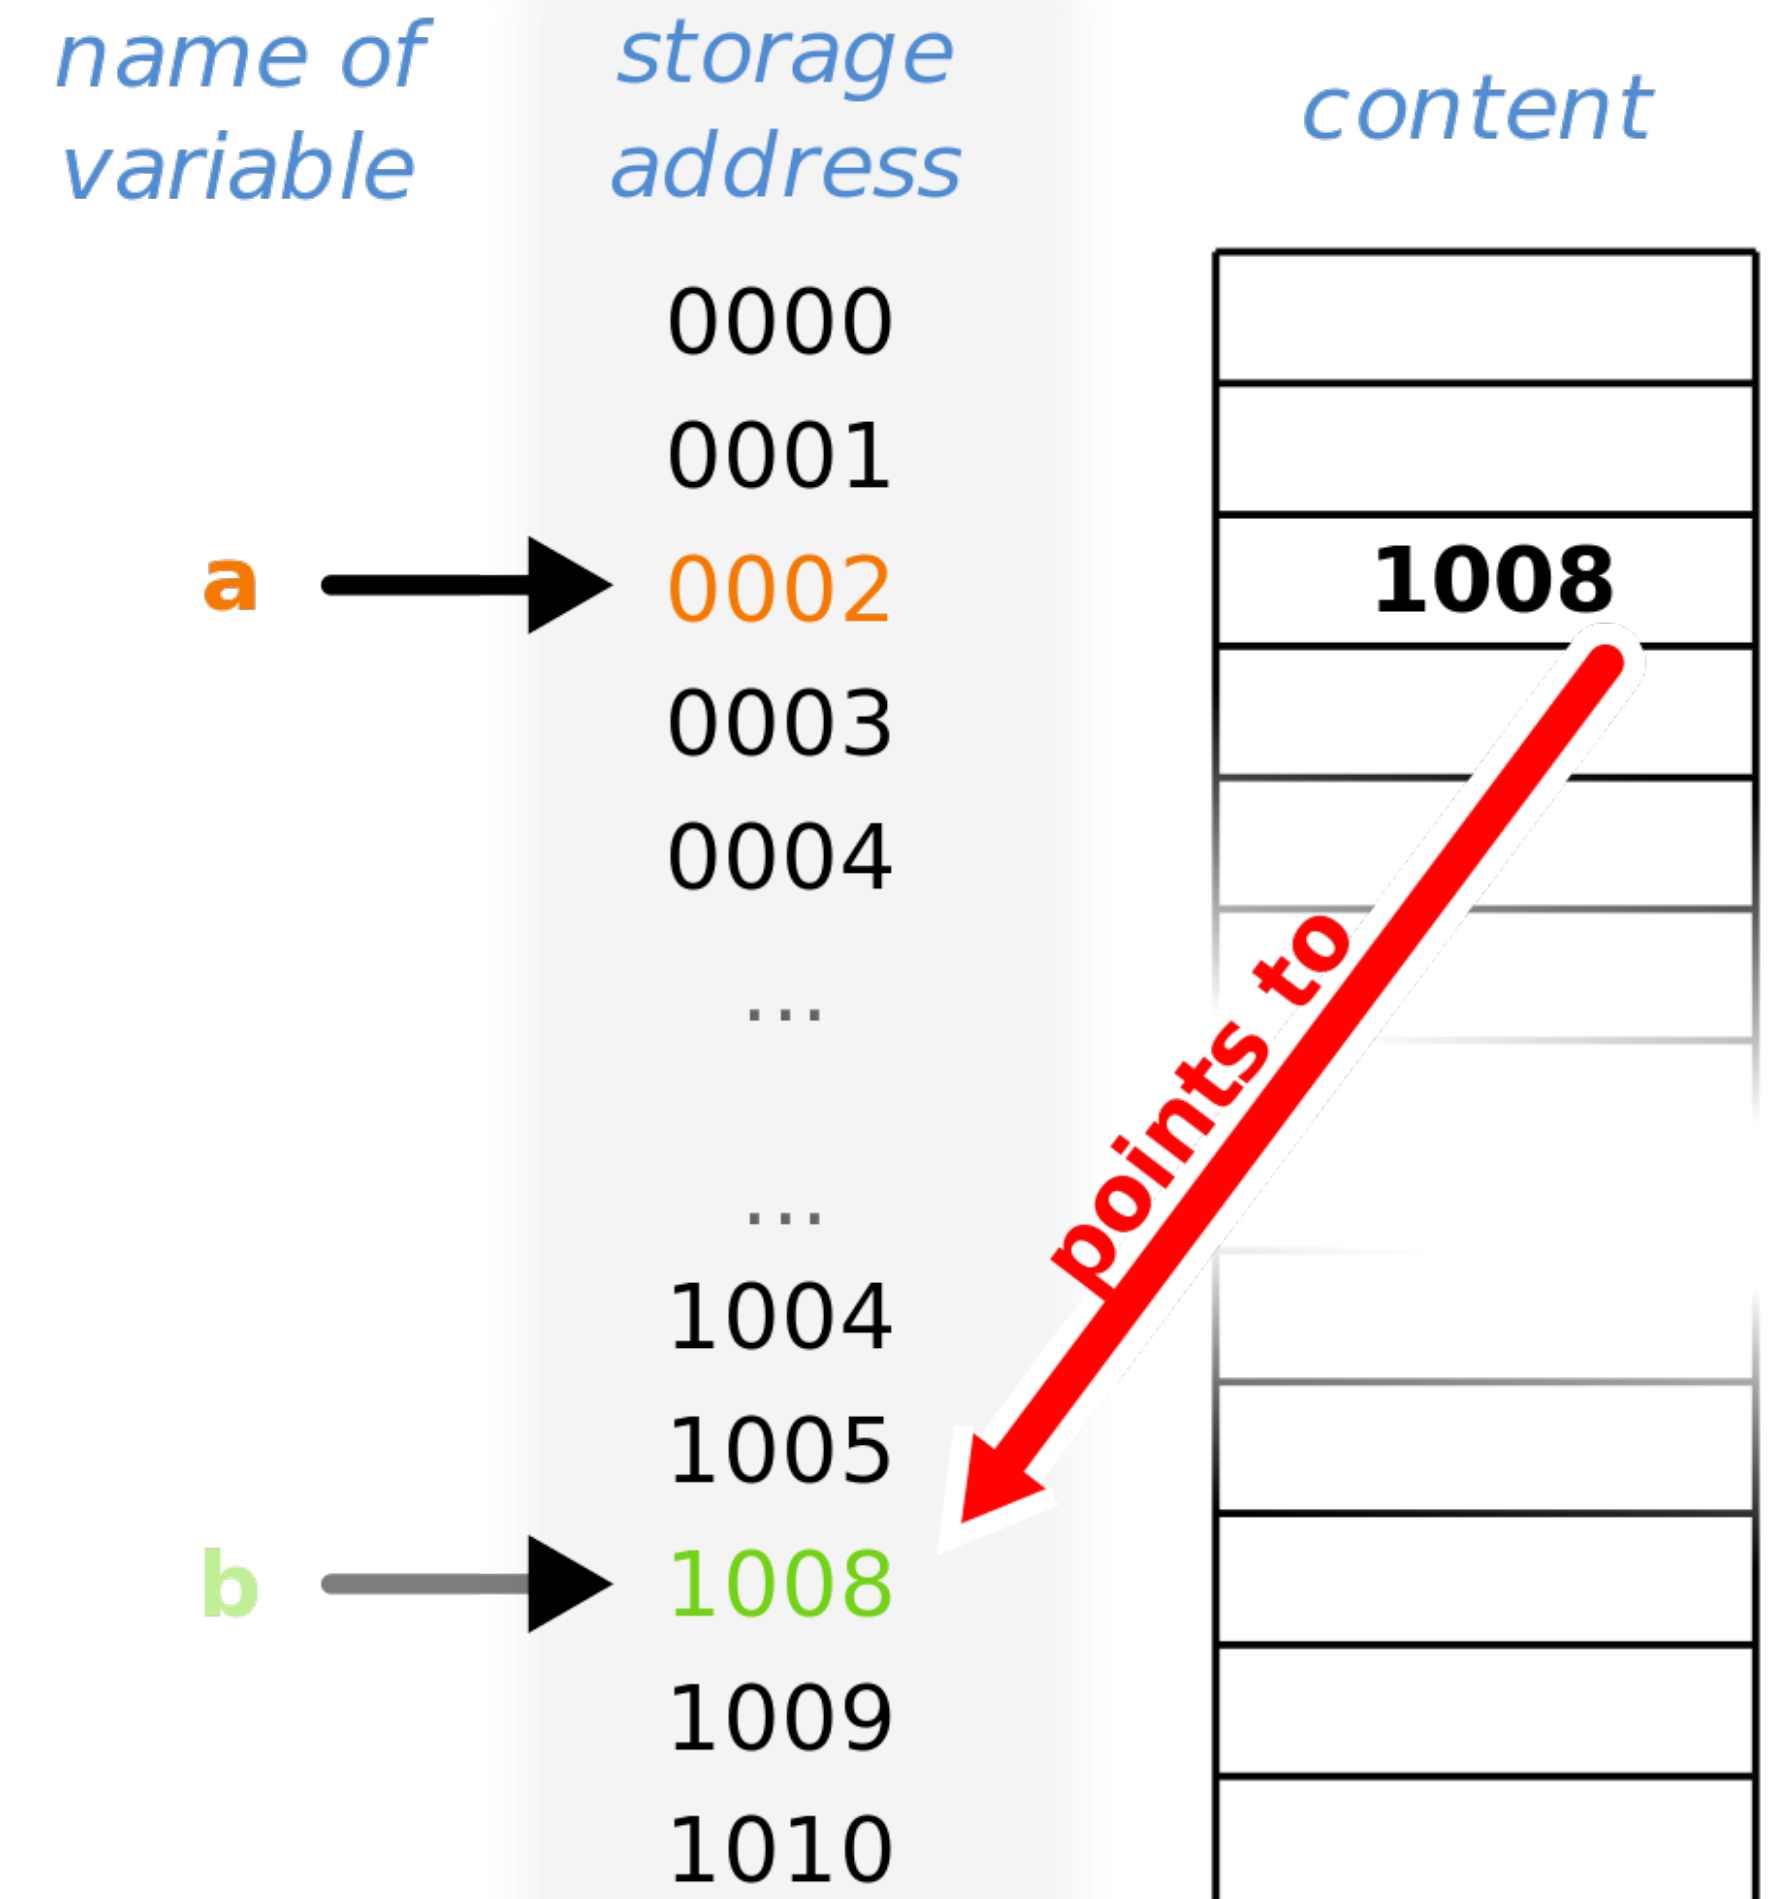 name of
variable
storage
address
content
0000
0001
a 0002 1008
0003
0004
...
points to
...
1004
1005
b 1008
1009
1010